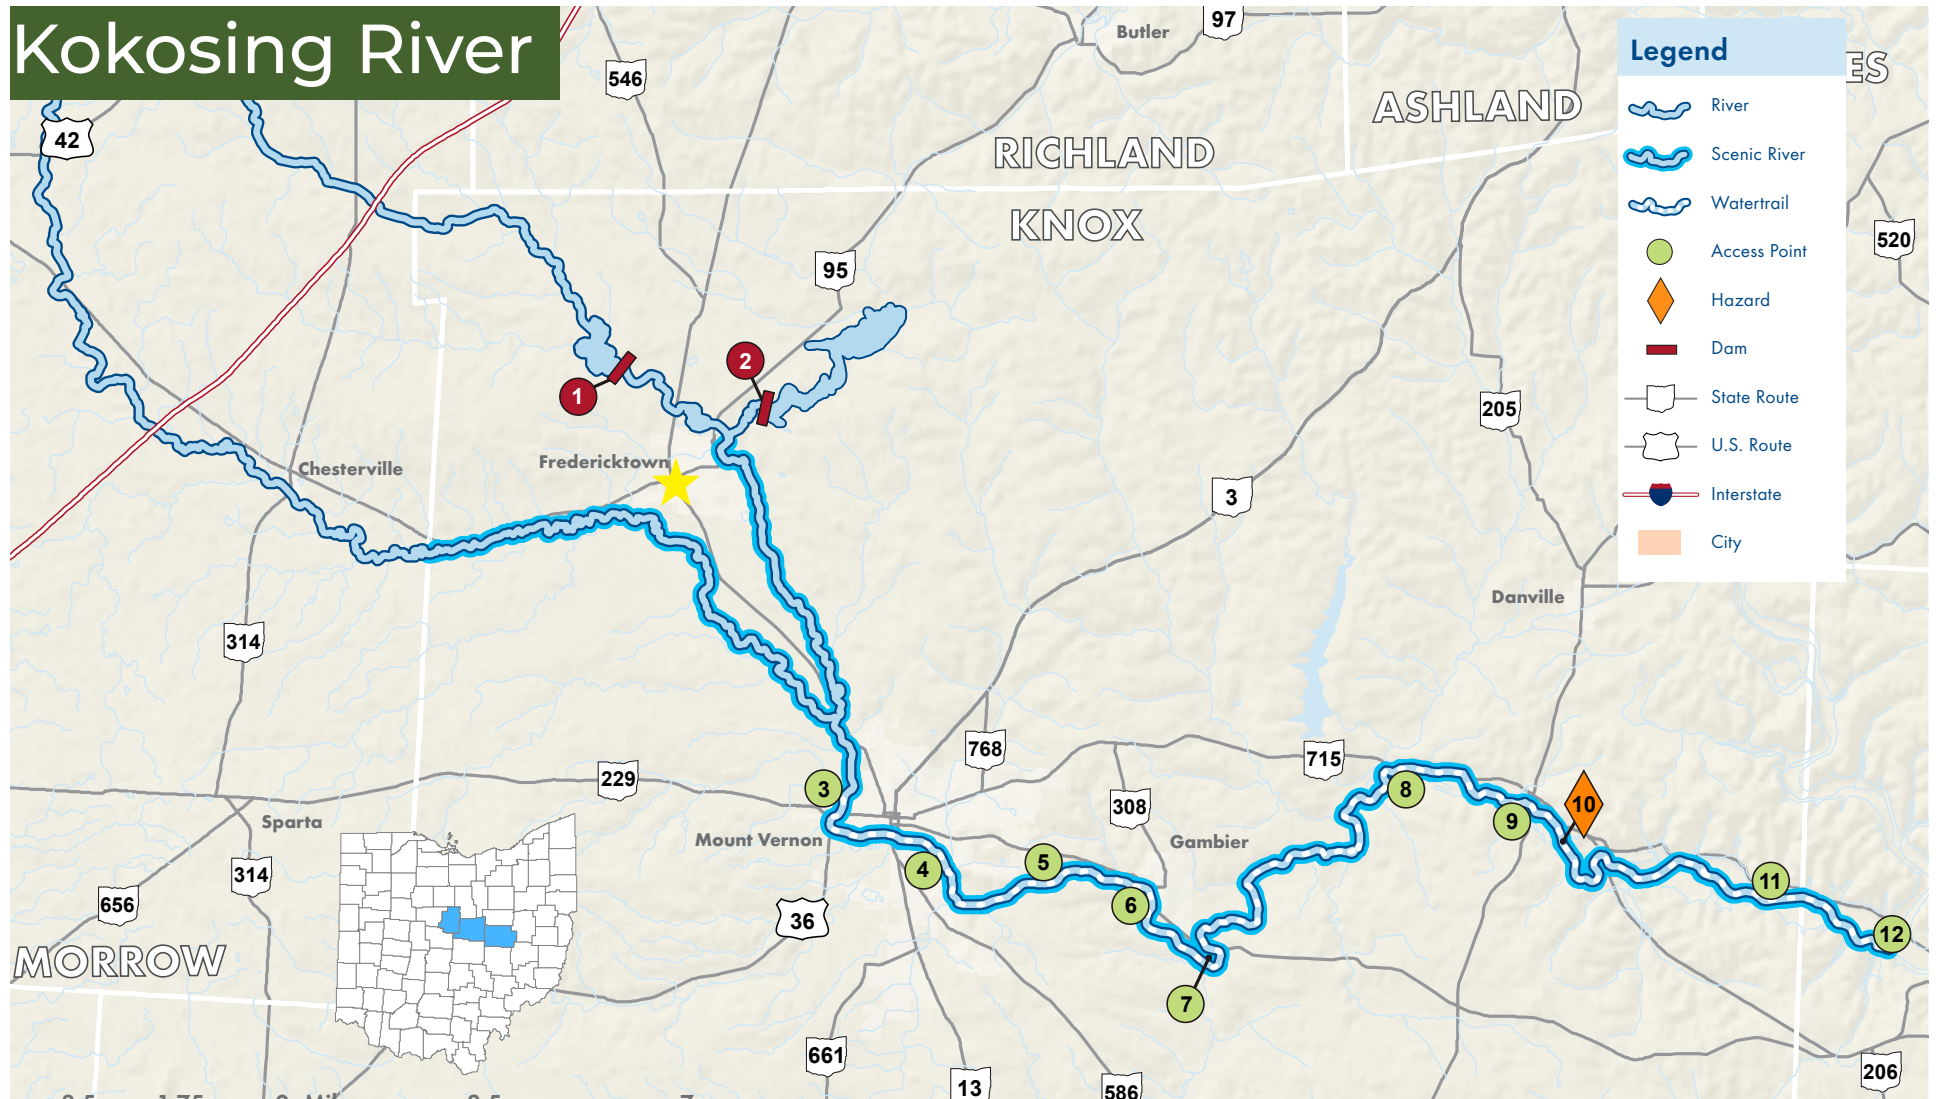 Kokosing River
Butler
97
546
42
ASHLAND
RICHLAND
KNOX
ES
Legend
River
Scenic River
Watertrail
Access Point
Hazard
Dam
State Route
U.S. Route
Interstate
City
520
95
2
1
205
Fredericktown
Chesterville
3
Danville
314
768
715
229
3
308
8
10
9
Sparta
Mount Vernon
Gambier
4
5
6
11
314
656
36
12
MORROW
7
661
13
586
206